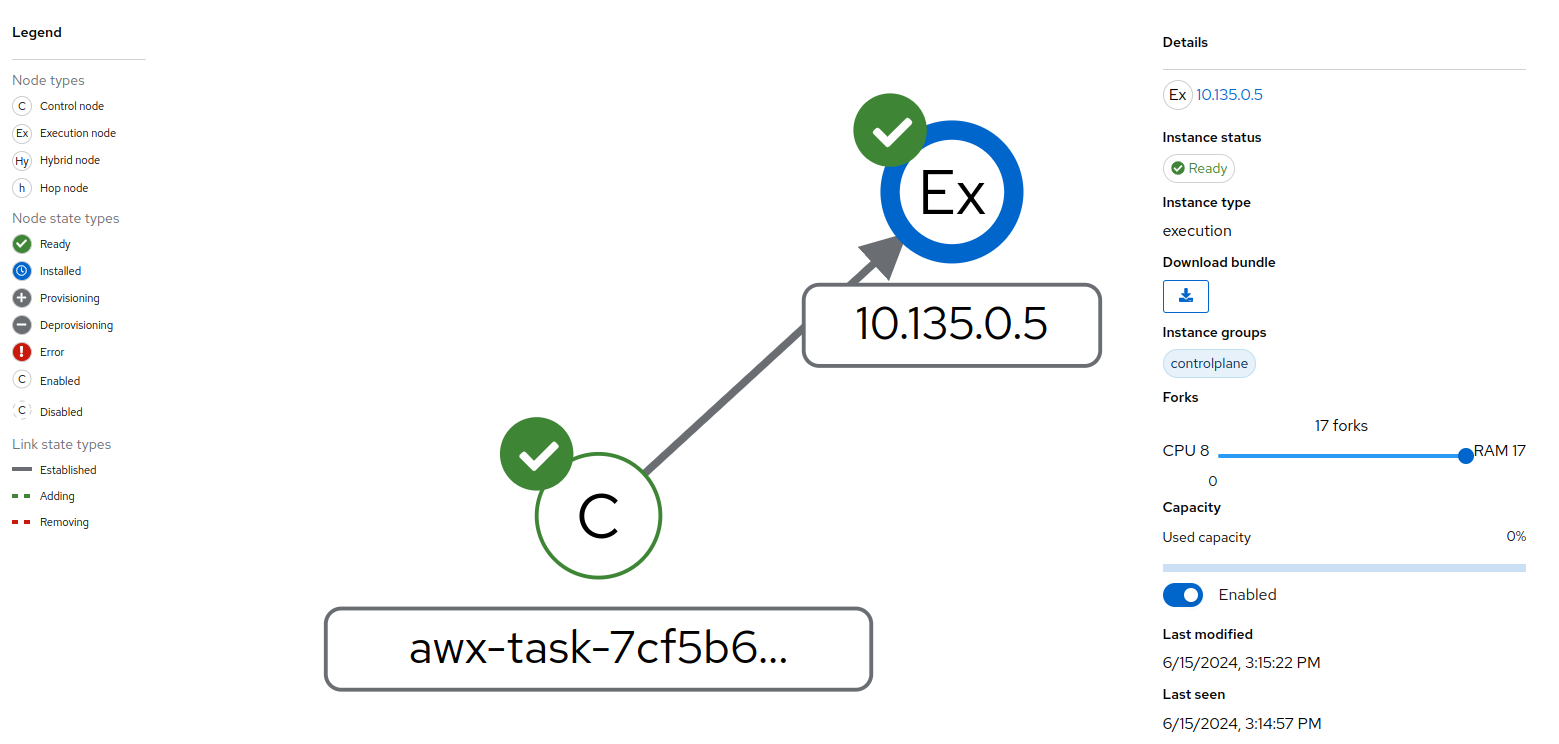 Legend
Node types
C Control node
Ex Execution node
Hy Hybrid node
h Hop node
Node state types
Ready
Installed
Provisioning
Deprovisioning
Error
C Enabled
C Disabled
Link state types
Established
Adding
Removing
Ex
10.135.0.5
C
awx-task-7cf5b6...
Details
Ex 10.135.0.5
Instance status
Ready
Instance type
execution
Download bundle
Instance groups
controlplane
Forks
17 forks
CPU 8 RAM 17
0
Capacity
Used capacity 0%
Enabled
Last modified
6/15/2024, 3:15:22 PM
Last seen
6/15/2024, 3:14:57 PM